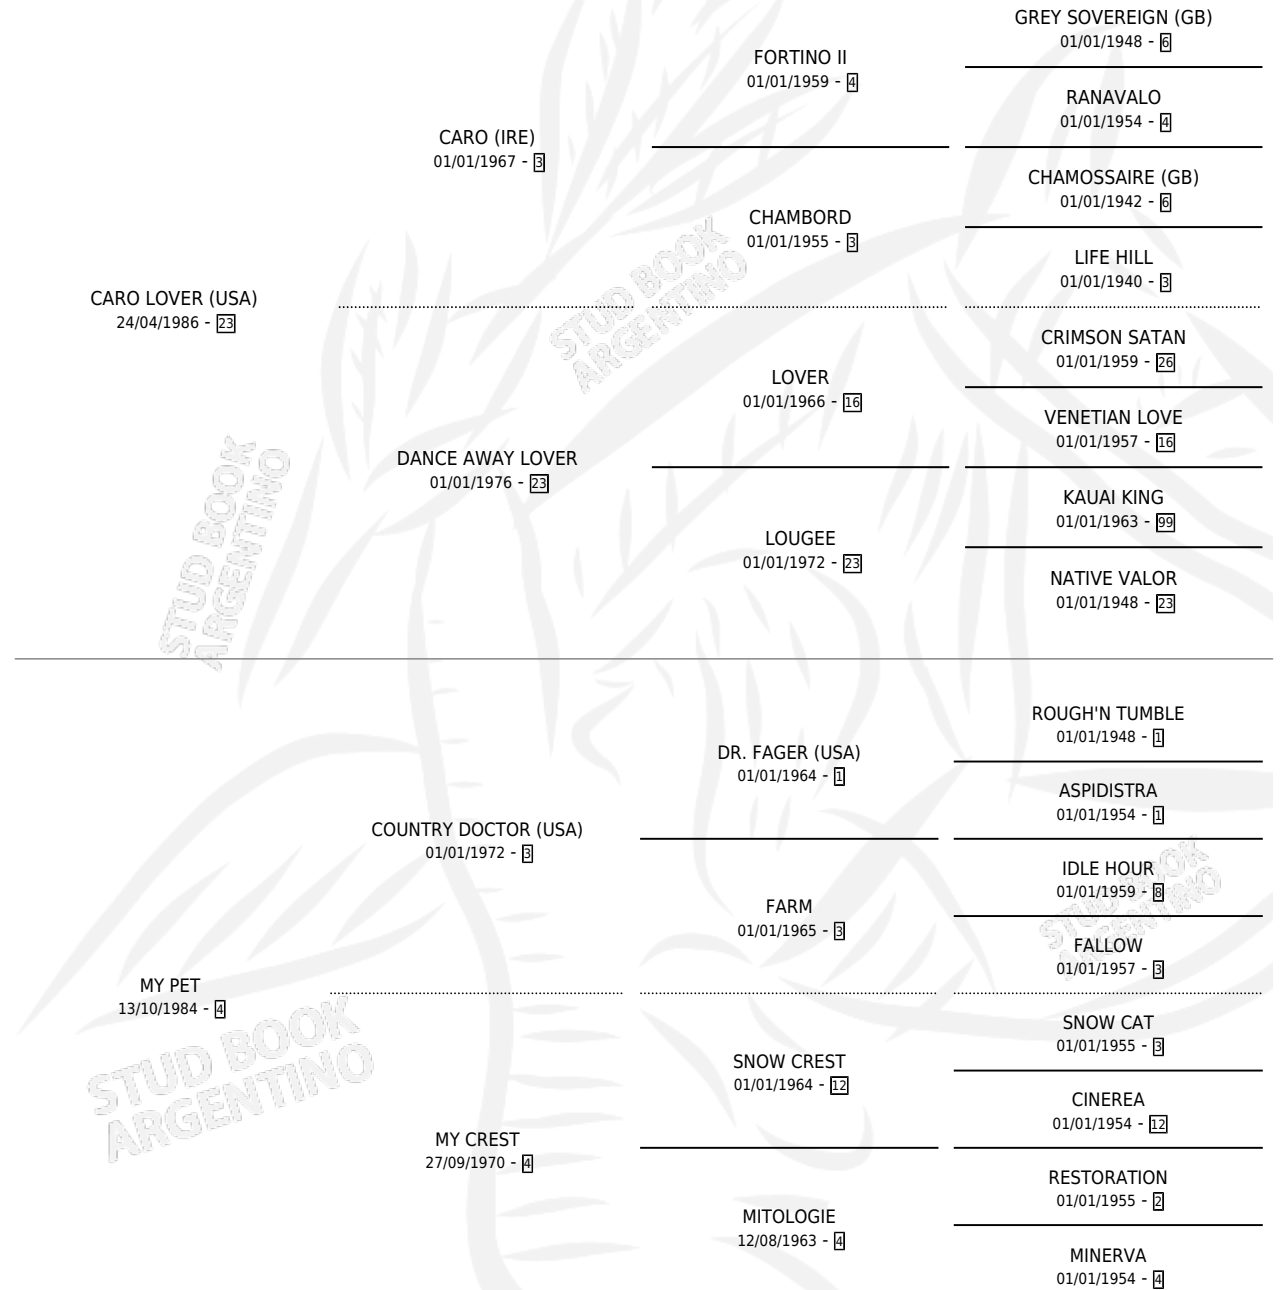 GREY SOVEREIGN (GB)
01/01/1948 - 6
FORTINO II
01/01/1959 - 4
RANAVALO
01/01/1954 - 4
CARO (IRE)
01/01/1967 - 3
CHAMOSSAIRE (GB)
01/01/1942 - 6
CHAMBORD
01/01/1955 - 3
LIFE HILL
01/01/1940 - 3
CARO LOVER (USA)
24/04/1986 - 23
CRIMSON SATAN
01/01/1959 - 26
LOVER
01/01/1966 - 16
VENETIAN LOVE
01/01/1957 - 16
DANCE AWAY LOVER
01/01/1976 - 23
KAUAI KING
01/01/1963 - 99
LOUGEE
01/01/1972 - 23
NATIVE VALOR
01/01/1948 - 23
STUD BOOK
ARGENTINO
STUD BOOK
ARGENTINO
ROUGH'N TUMBLE
01/01/1948 - 1
DR. FAGER (USA)
01/01/1964 - 1
ASPIDISTRA
01/01/1954 - 1
COUNTRY DOCTOR (USA)
01/01/1972 - 3
IDLE HOUR
01/01/1959 - 8
FARM
01/01/1965 - 3
FALLOW
01/01/1957 - 3
MY PET
13/10/1984 - 4
SNOW CAT
01/01/1955 - 3
SNOW CREST
01/01/1964 - 12
CINEREA
01/01/1954 - 12
MY CREST
27/09/1970 - 4
RESTORATION
01/01/1955 - 2
MITOLOGIE
12/08/1963 - 4
MINERVA
01/01/1954 - 4
STUD BOOK
ARGENTINO
STUD BOOK
ARGENTINO